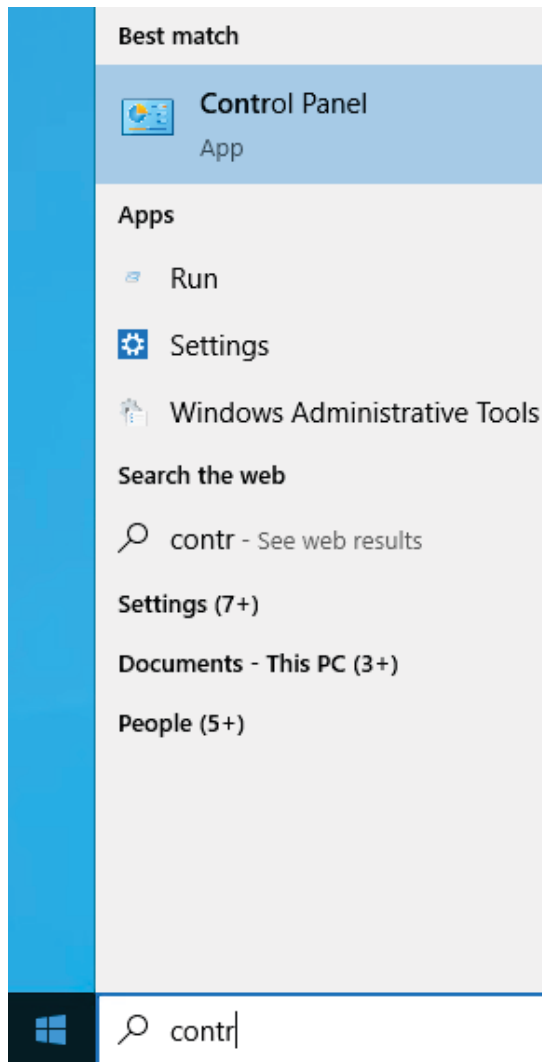 Best match
Control Panel
App
Apps
Run
Settings
Windows Administrative Tools
Search the web
contr - See web results
Settings (7+)
Documents - This PC (3+)
People (5+)
contr